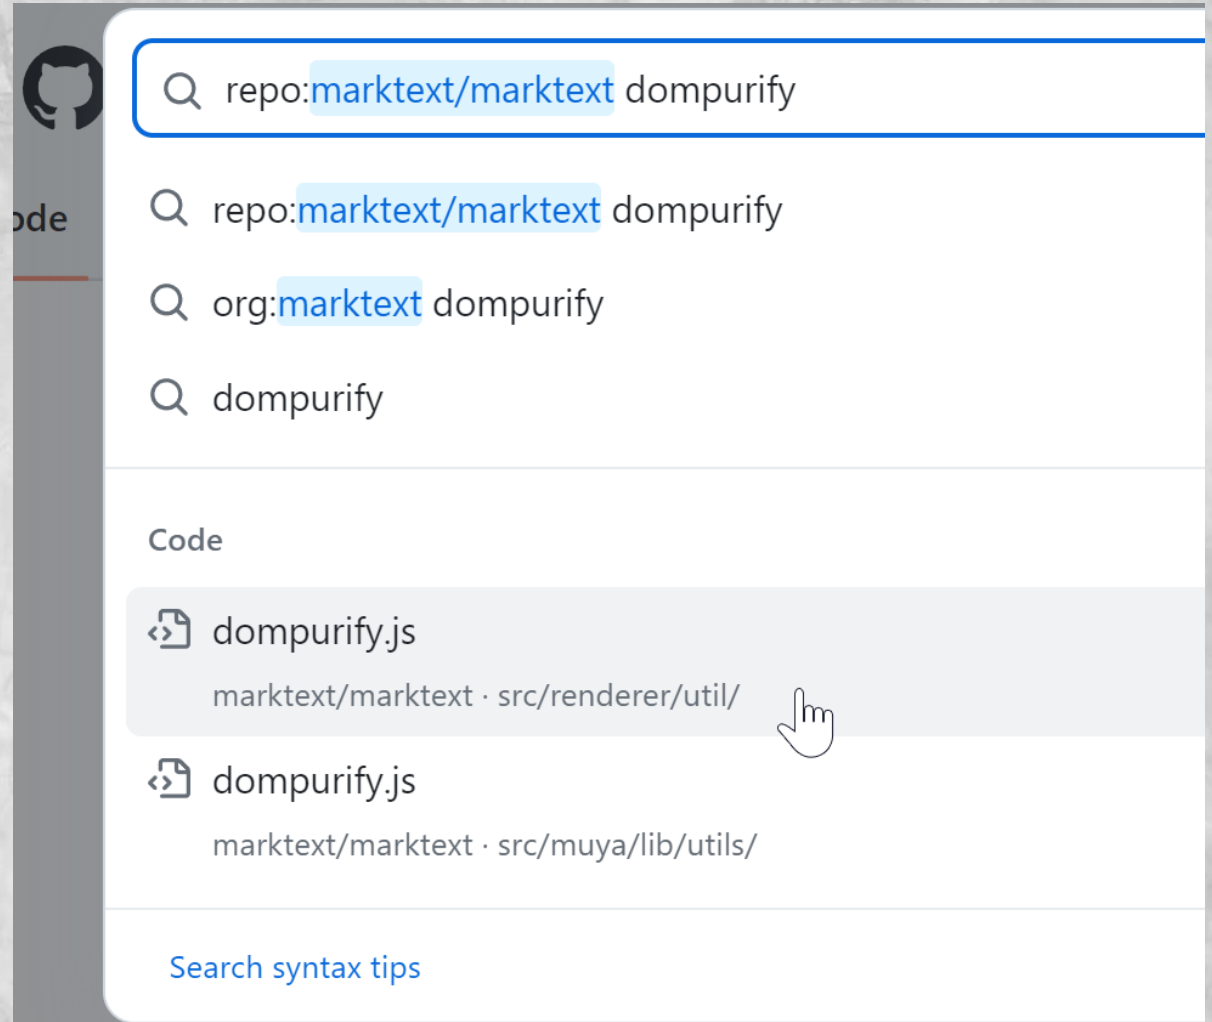 repo:marktext/marktext dompurify
repo:marktext/marktext dompurify
ode
org:marktext dompurify
dompurify
Code
dompurify.js
marktext/marktext · src/renderer/util/
dompurify.js
marktext/marktext · src/muya/lib/utils/
Search syntax tips